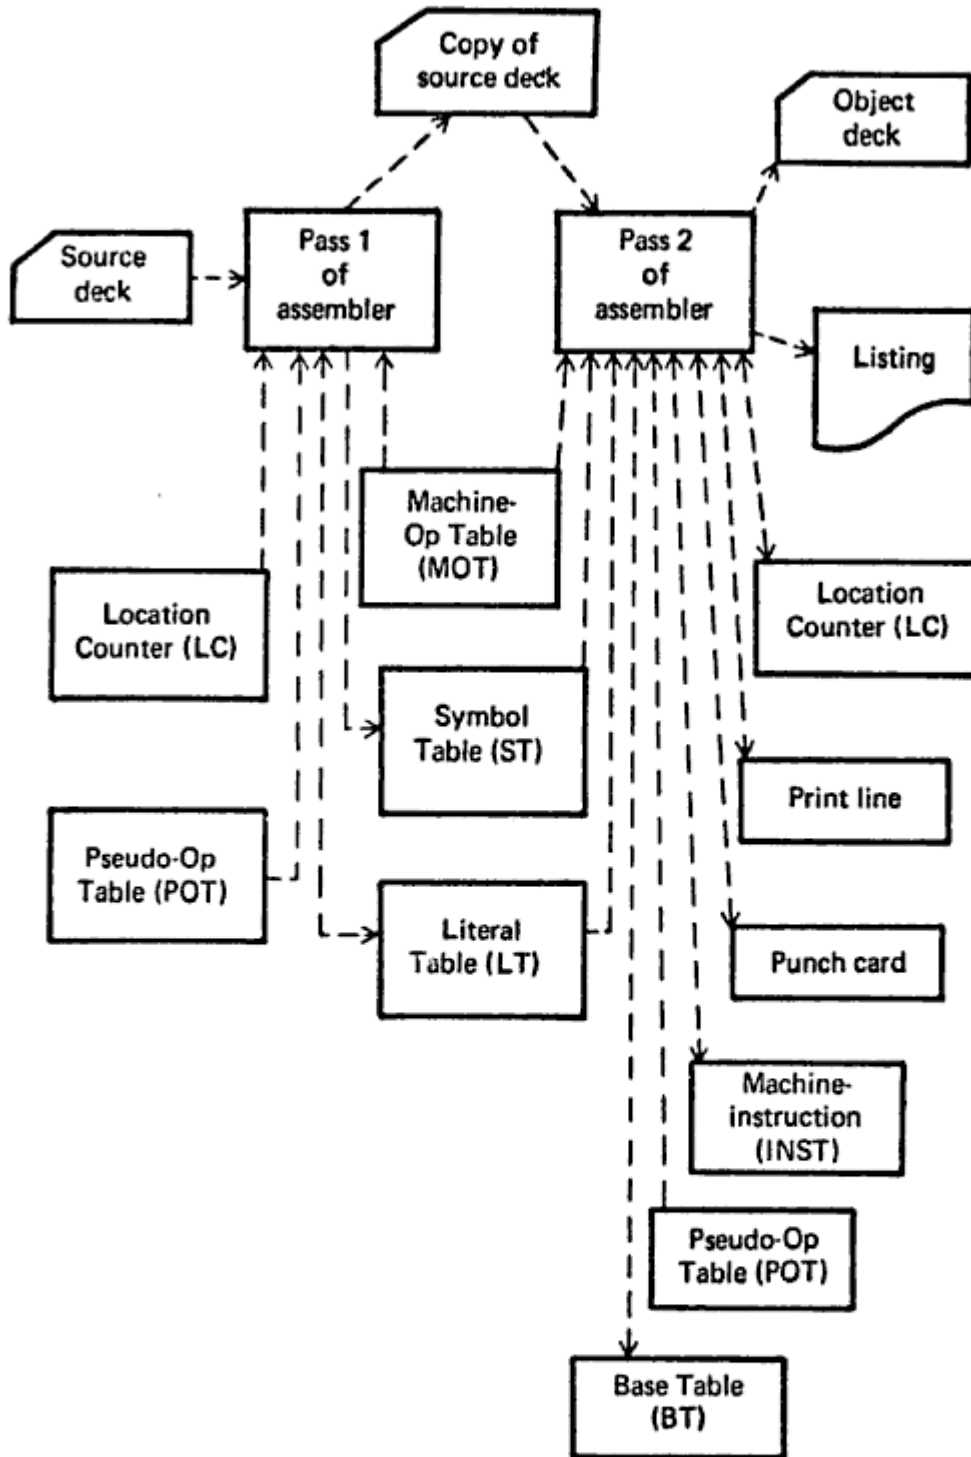 Copy of
source deck
Object
deck
Source
deck
Pass 1
of
assembler
Pass 2
of
assembler
Listing
Machine-
Op Table
(MOT)
Location
Counter (LC)
Location
Counter (LC)
Symbol
Table (ST)
Print line
Pseudo-Op
Table (POT)
Literal
Table (LT)
Punch card
Machine-
instruction
(INST)
Pseudo-Op
Table (POT)
Base Table
(BT)